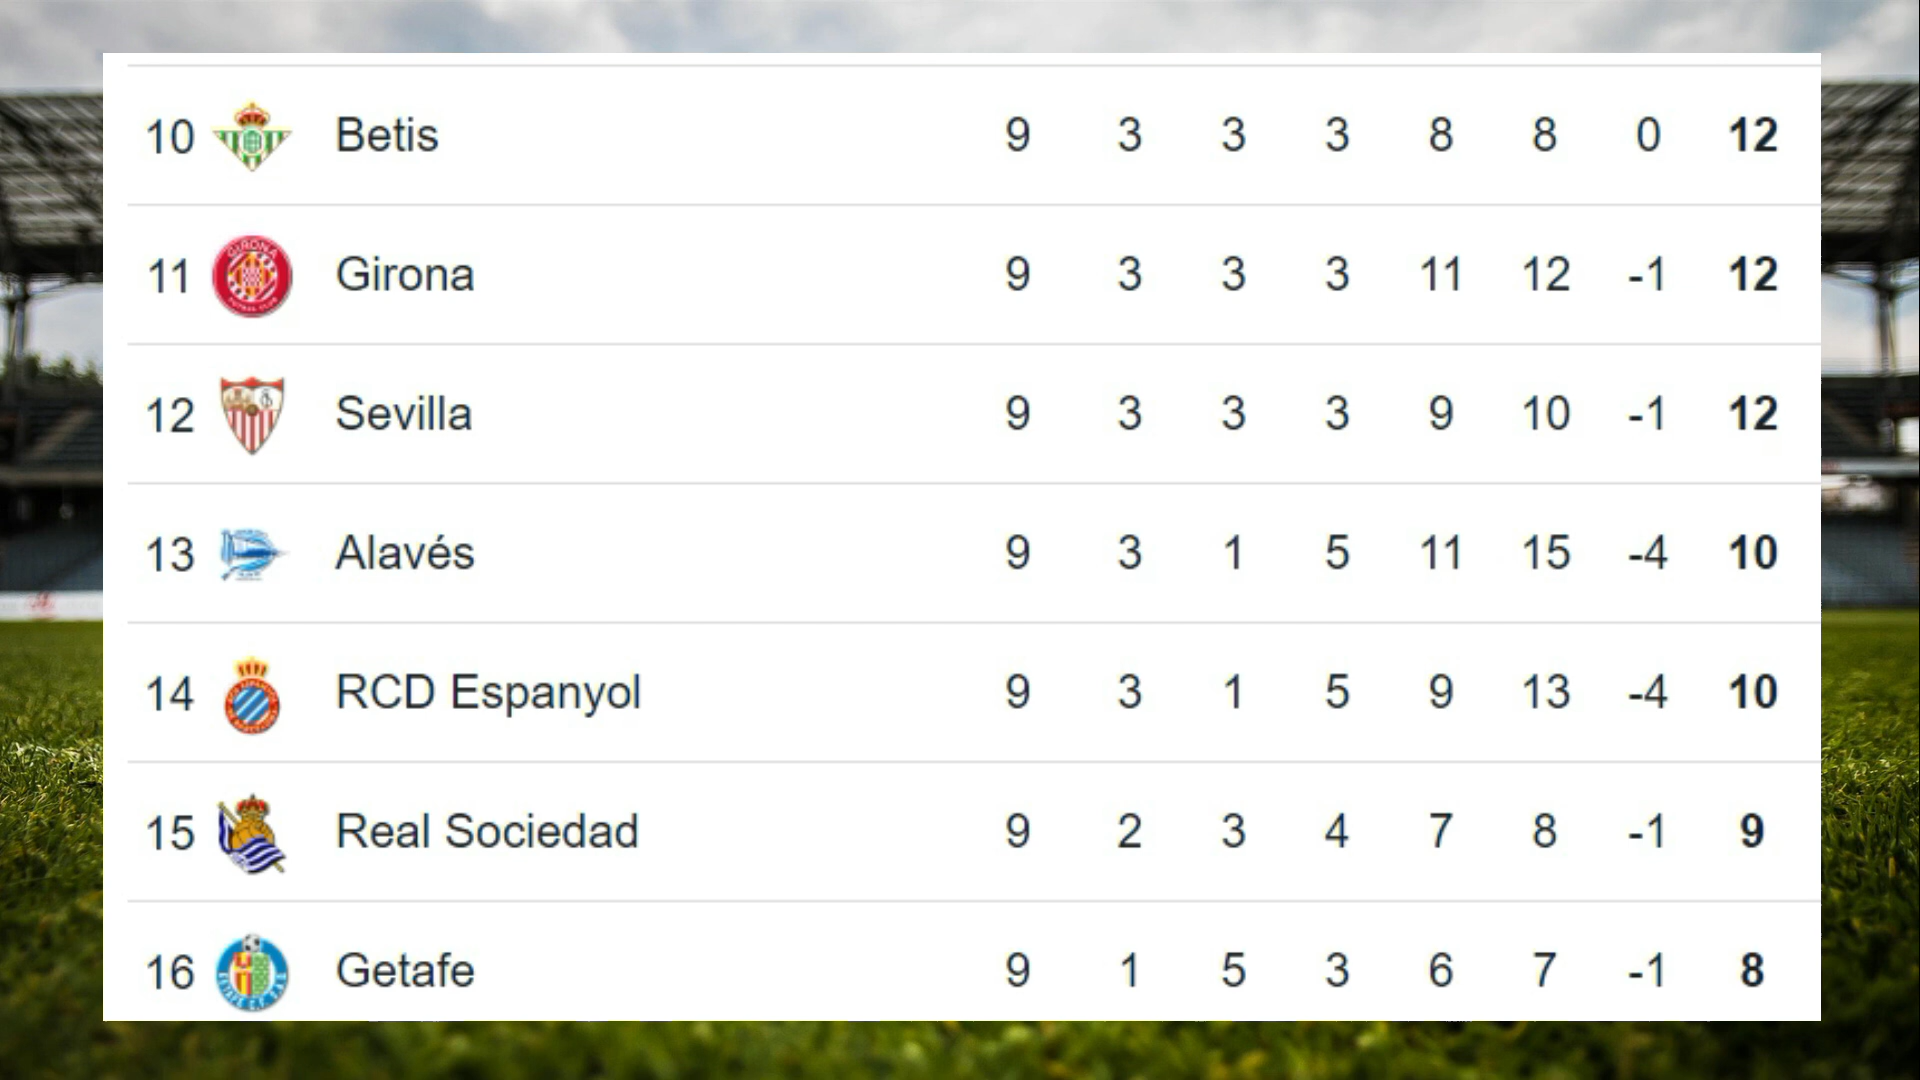 10 Betis 9 3 3 3 8 8 0 12
11 Girona 9 3 3 3 11 12 -1 12
12 Sevilla 9 3 3 3 9 10 -1 12
13 Alavés 9 3 1 5 11 15 -4 10
14 RCD Espanyol 9 3 1 5 9 13 -4 10
15 Real Sociedad 9 2 3 4 7 8 -1 9
16 Getafe 9 1 5 3 6 7 -1 8